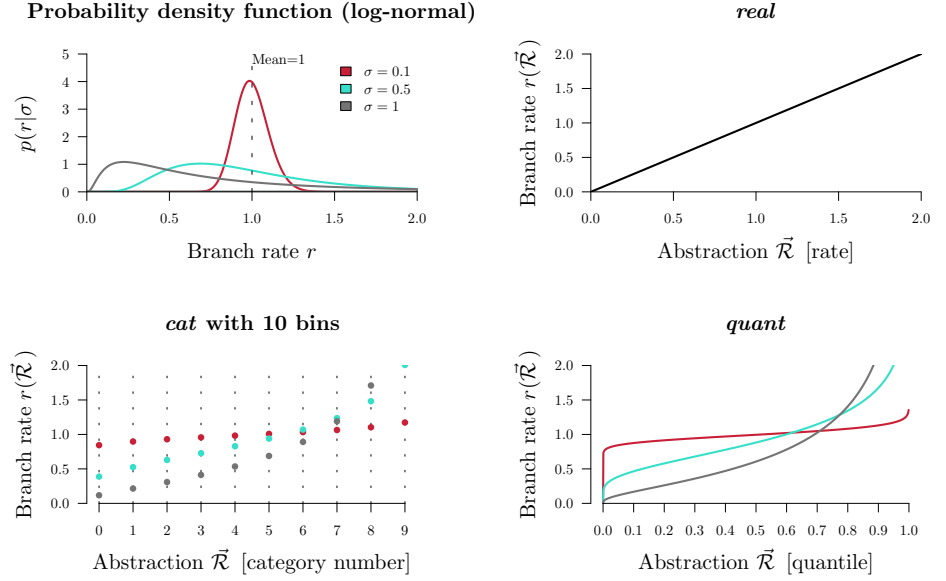 Probability density function (log-normal)
5
4
3
2
1
0
p(r|σ)
Mean=1
σ = 0.1
σ = 0.5
σ = 1
0.0 0.5 1.0 1.5 2.0
Branch rate r
real
2.0
1.5
1.0
0.5
0.0
Branch rate r(R⃗)
0.0 0.5 1.0 1.5 2.0
Abstraction R⃗ [rate]
cat with 10 bins
2.0
1.5
1.0
0.5
0.0
Branch rate r(R⃗)
0 1 2 3 4 5 6 7 8 9
Abstraction R⃗ [category number]
quant
2.0
1.5
1.0
0.5
0.0
Branch rate r(R⃗)
0.0 0.1 0.2 0.3 0.4 0.5 0.6 0.7 0.8 0.9 1.0
Abstraction R⃗ [quantile]